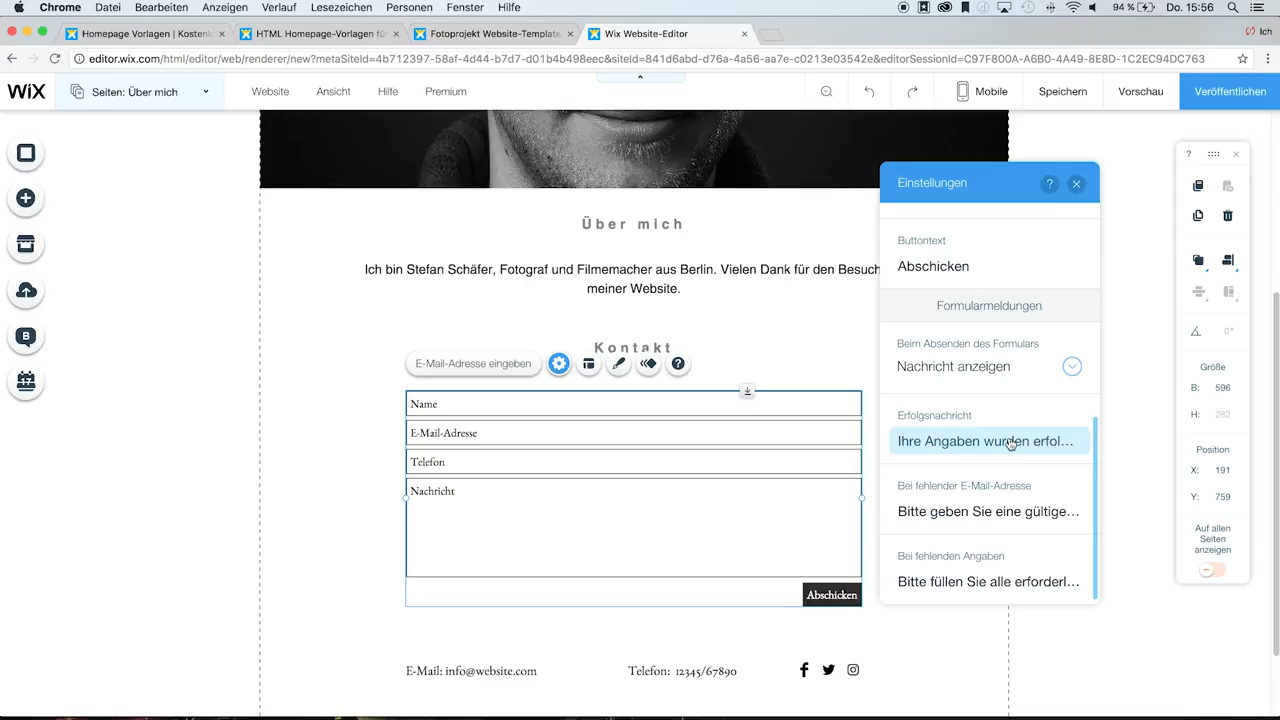 Chrome Datei Bearbeiten Anzeigen Verlauf Lesezeichen Personen Fenster Hilfe 94 % Do. 15:56
Homepage Vorlagen | Kostenl × HTML Homepage-Vorlagen fü × Fotoprojekt Website-Template × Wix Website-Editor × Ich
editor.wix.com/html/editor/web/renderer/new?metaSiteId=4b712397-58af-4d44-b7d7-d01b4b498eec&siteId=841d6abd-d76a-4a56-aa7e-c0213e03542e&editorSessionId=C97F800A-A6B0-4A49-8E8D-1C2EC94DC763
WiX Seiten: Über mich Website Ansicht Hilfe Premium Mobile Speichern Vorschau Veröffentlichen
Einstellungen ? ×
Über mich
Ich bin Stefan Schäfer, Fotograf und Filmemacher aus Berlin. Vielen Dank für den Besuch
meiner Website.
Kontakt
E-Mail-Adresse eingeben ?
Name
E-Mail-Adresse
Telefon
Nachricht
Abschicken
E-Mail: info@website.com Telefon: 12345/67890
Buttontext
Abschicken
Formularmeldungen
Beim Absenden des Formulars
Nachricht anzeigen
Erfolgsnachricht
Ihre Angaben wurden erfol...
Bei fehlender E-Mail-Adresse
Bitte geben Sie eine gültige...
Bei fehlenden Angaben
Bitte füllen Sie alle erforderl...
? ×
0°
Größe
B: 596
H: 282
Position
X: 191
Y: 759
Auf allen
Seiten
anzeigen